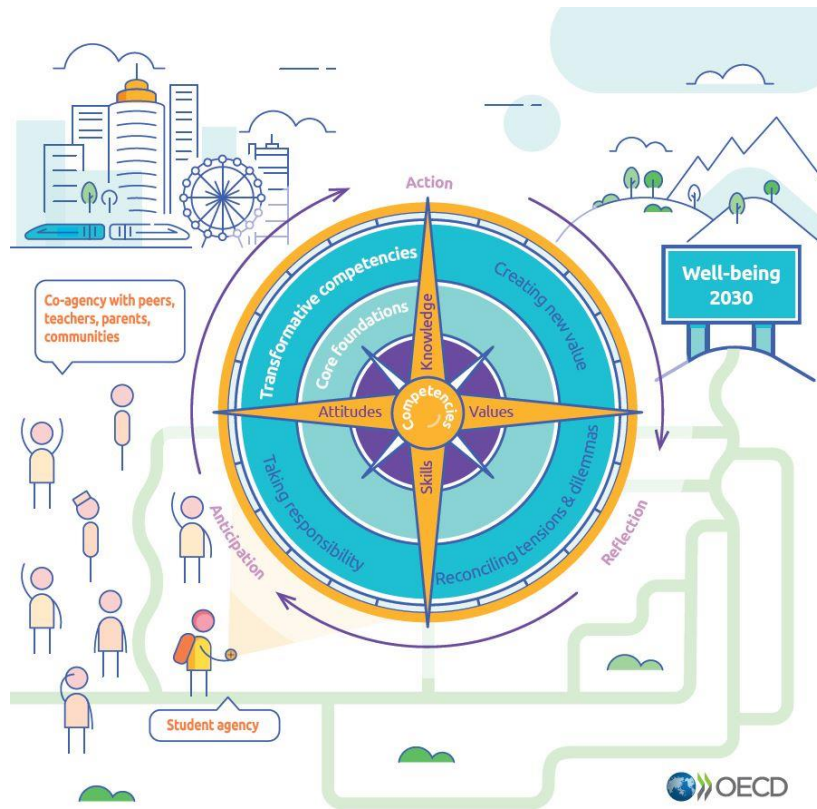 Action
Transformative competencies
Creating new value
Core foundations
Knowledge
Well-being
2030
Co-agency with peers,
teachers, parents,
communities
Attitudes
Competencies
Values
Skills
Taking responsibility
Reconciling tensions & dilemmas
Anticipation
Reflection
Student agency
OECD